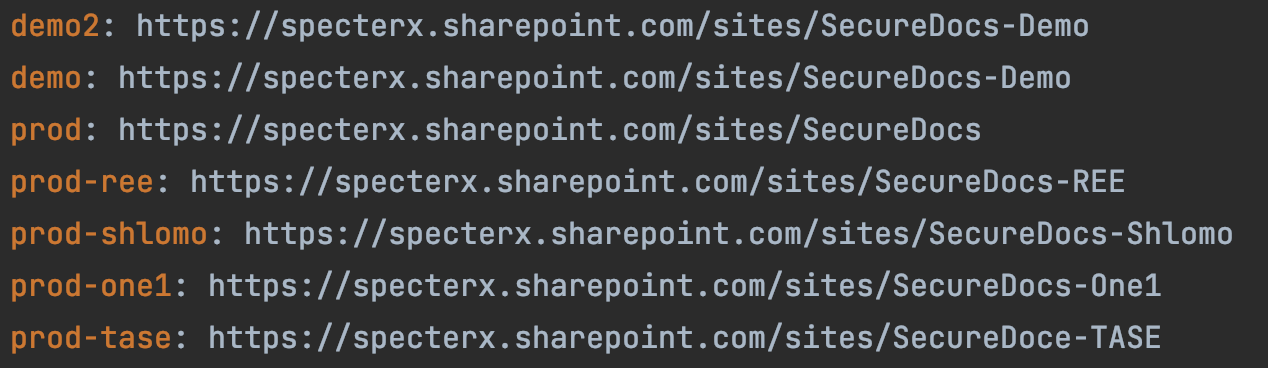 demo2: https://specterx.sharepoint.com/sites/SecureDocs-Demo
demo: https://specterx.sharepoint.com/sites/SecureDocs-Demo
prod: https://specterx.sharepoint.com/sites/SecureDocs
prod-ree: https://specterx.sharepoint.com/sites/SecureDocs-REE
prod-shlomo: https://specterx.sharepoint.com/sites/SecureDocs-Shlomo
prod-one1: https://specterx.sharepoint.com/sites/SecureDocs-One1
prod-tase: https://specterx.sharepoint.com/sites/SecureDoce-TASE